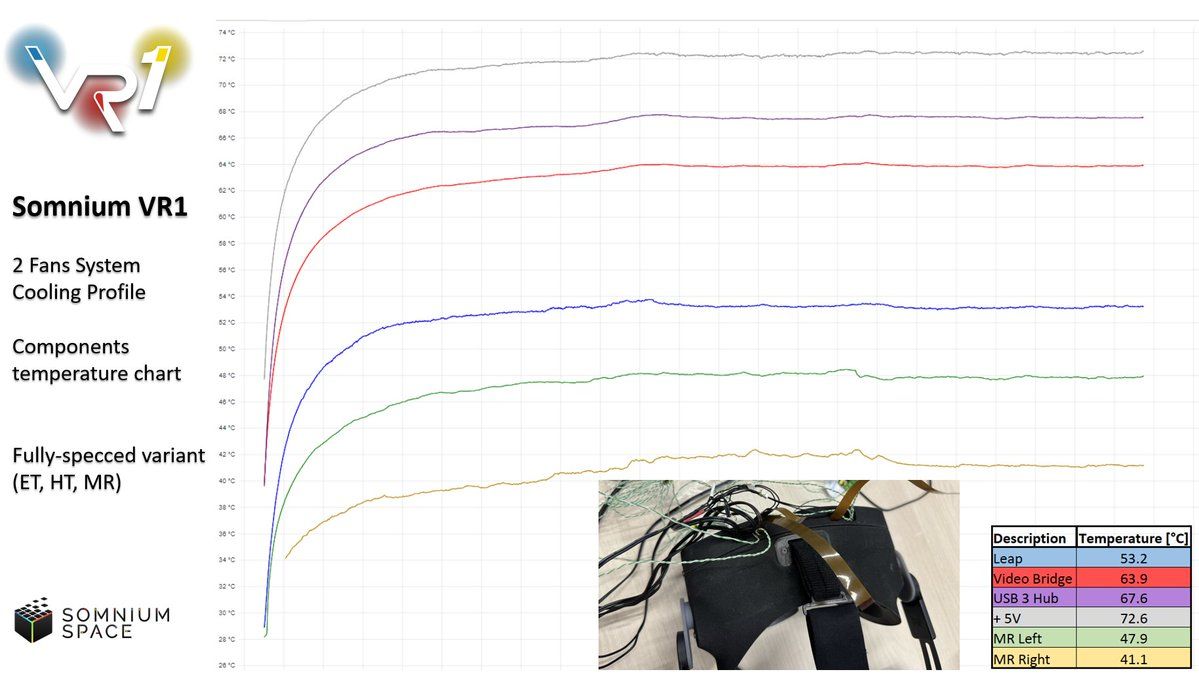 VR1
Somnium VR1
2 Fans System
Cooling Profile
Components
temperature chart
Fully-specced variant
(ET, HT, MR)
SOMNIUM
SPACE
74 °C
72 °C
70 °C
68 °C
66 °C
64 °C
62 °C
60 °C
58 °C
56 °C
54 °C
52 °C
50 °C
48 °C
46 °C
44 °C
42 °C
40 °C
38 °C
36 °C
34 °C
32 °C
30 °C
28 °C
26 °C
Description Temperature [°C]
Leap 53.2
Video Bridge 63.9
USB 3 Hub 67.6
+ 5V 72.6
MR Left 47.9
MR Right 41.1